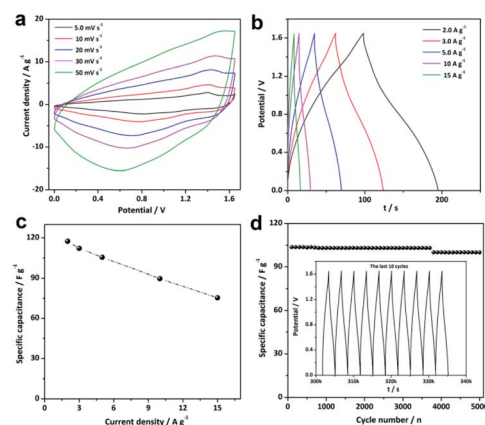 a
5.0 mV s-1
10 mV s-1
20 mV s-1
30 mV s-1
50 mV s-1
Current density / A g-1
20
10
0
-10
-20
0.0 0.4 0.8 1.2 1.6
Potential / V
b
2.0 A g-1
3.0 A g-1
5.0 A g-1
10 A g-1
15 A g-1
Potential / V
1.8
1.2
0.6
0.0
0 100 200
t / s
c
Specific capacitance / F g-1
120
90
60
30
0
0 3 6 9 12 15
Current density / A g-1
d
Specific capacitance / F g-1
120
90
60
30
0
The last 10 cycles
Potential / V
1.8
1.2
0.6
0.0
300k 310k 320k 330k 340k
t / s
0 1000 2000 3000 4000 5000
Cycle number / n